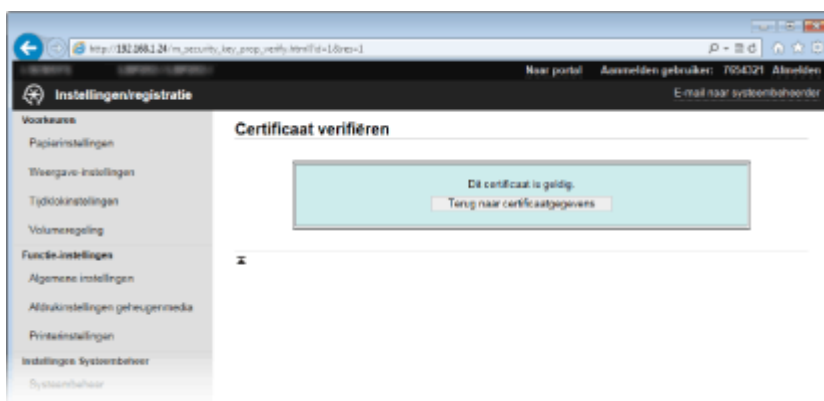 http://192.168.1.24/m_security_key_prop_verify.html?id=1&res=1
Naar portal Aanmelden gebruiker: 7654321 Afmelden
Instellingen/registratie
E-mail naar systeembeheerder
Voorkeuren
Papierinstellingen
Weergave-instellingen
Tijdklokinstellingen
Volumeregeling
Functie-instellingen
Algemene instellingen
Afdrukinstellingen geheugenmedia
Printerinstellingen
Instellingen Systeembeheer
Systeembeheer
Certificaat verifiëren
Dit certificaat is geldig.
Terug naar certificaatgegevens